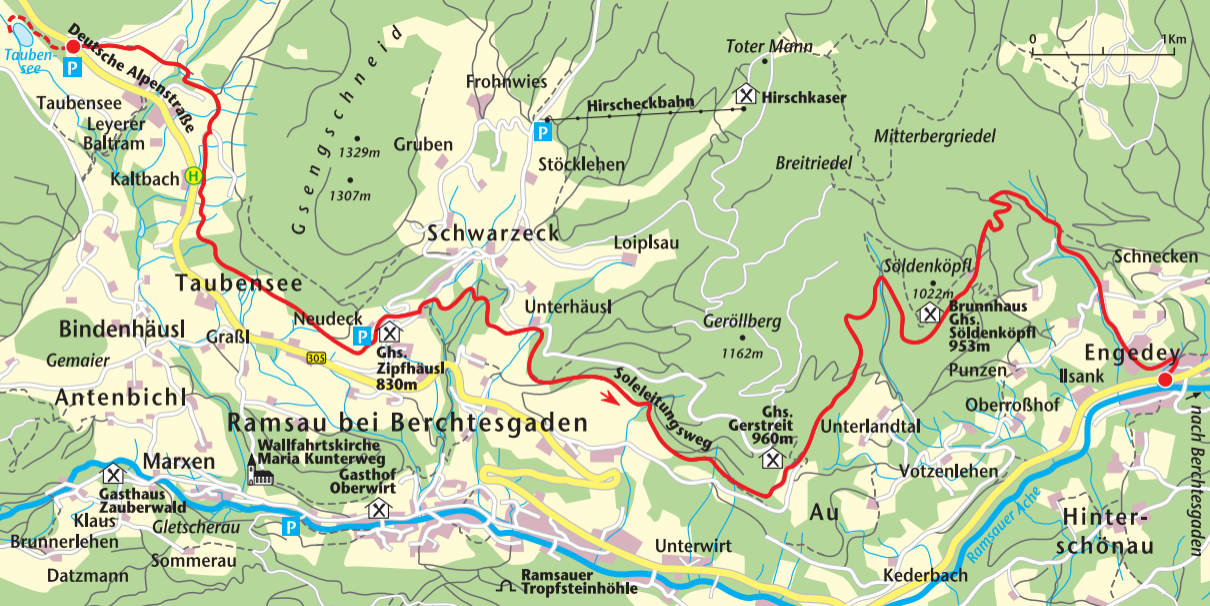 Deutsche Alpenstraße
Tauben-
see
P
Taubensee
Leyerer
Baltram
Kaltbach
H
Gsengschneid
1329m
1307m
Frohnwies
Gruben
P
Hirscheckbahn
Stöcklehen
Toter Mann
Hirschkaser
0
1Km
Mitterbergriedel
Breitriedel
Schwarzeck
Loiplsau
Unterhäusl
Taubensee
Neudeck
P
Bindenhäusl
Graßl
Gemaier
305
Ghs.
Zipfhäusl
830m
Geröllberg
1162m
Söldenköpfl
1022m
Brunnhaus
Ghs.
Söldenköpfl
953m
Schnecken
Engedey
Ilsank
Punzen
Oberroßhof
Antenbichl
Ramsau bei Berchtesgaden
Soleleitungsweg
Ghs.
Gerstreit
960m
Unterlandtal
Votzenlehen
nach Berchtesgaden
Marxen
Wallfahrtskirche
Maria Kunterweg
Gasthof
Oberwirt
Gasthaus
Zauberwald
Klaus
Brunnerlehen
Gletscherau
P
Sommerau
Datzmann
Au
Ramsauer Ache
Hinter-
schönau
Unterwirt
Kederbach
Ramsauer
Tropfsteinhöhle